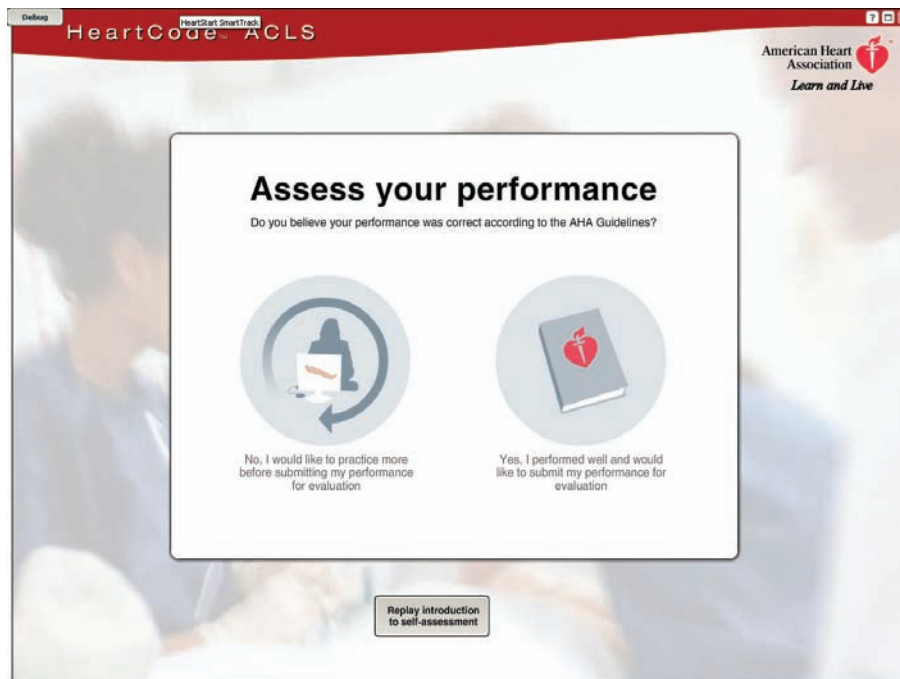 Debug
HeartStart SmartTrack
HeartCode™ ACLS
?
American Heart
Association
Learn and Live
Assess your performance
Do you believe your performance was correct according to the AHA Guidelines?
No, I would like to practice more
before submitting my performance
for evaluation
Yes, I performed well and would
like to submit my performance for
evaluation
Replay introduction
to self-assessment